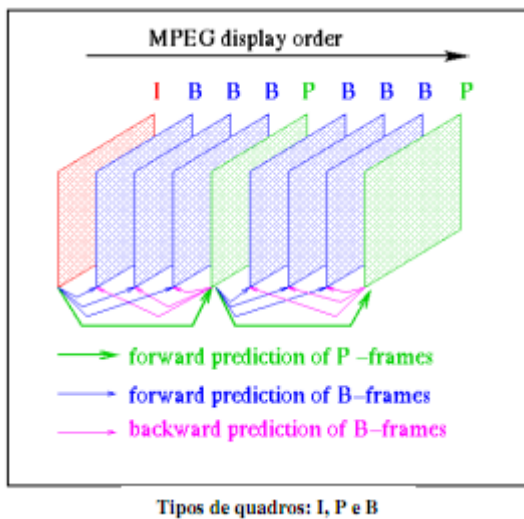 MPEG display order
I B B B P B B B P
forward prediction of P-frames
forward prediction of B-frames
backward prediction of B-frames
Tipos de quadros: I, P e B